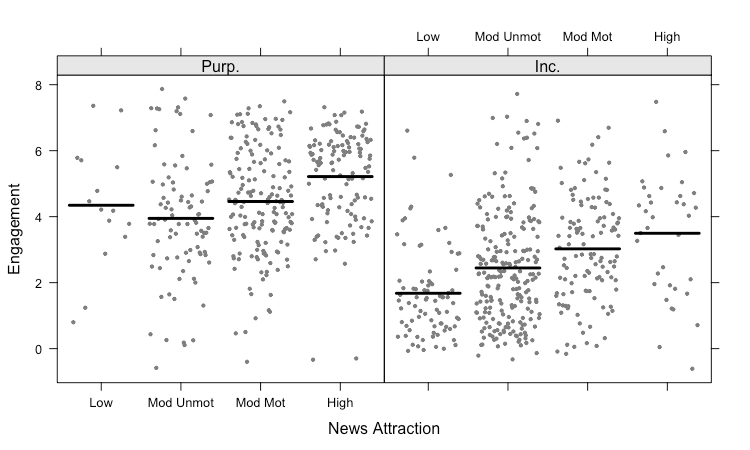 Low Mod Unmot Mod Mot High
Purp. Inc.
8
6
4
2
0
Engagement
Low Mod Unmot Mod Mot High
News Attraction